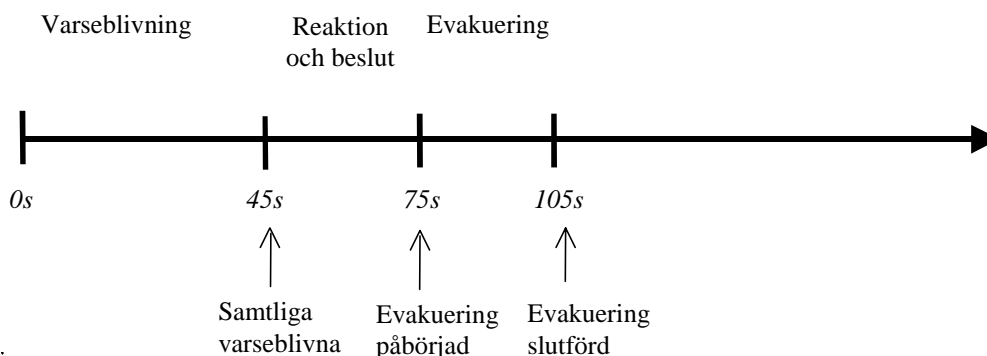 Varseblivning Reaktion Evakuering
och beslut
0s 45s 75s 105s
Samtliga Evakuering Evakuering
varseblivna påbörjad slutförd